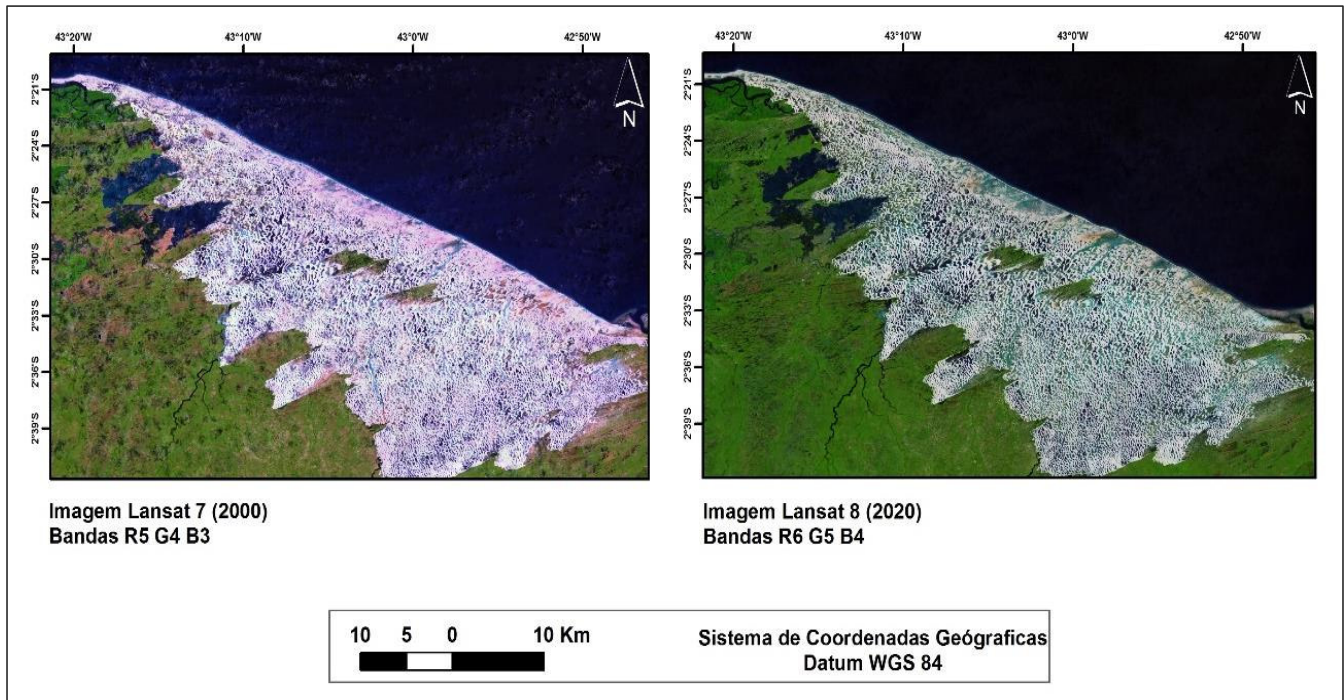 43°20'W 43°10'W 43°0'W 42°50'W
43°20'W 43°10'W 43°0'W 42°50'W
2°21'S
2°24'S
2°27'S
2°30'S
2°33'S
2°36'S
2°39'S
N
2°21'S
2°24'S
2°27'S
2°30'S
2°33'S
2°36'S
2°39'S
N
Imagem Lansat 7 (2000)
Bandas R5 G4 B3
Imagem Lansat 8 (2020)
Bandas R6 G5 B4
10 5 0 10 Km
Sistema de Coordenadas Geógraficas
Datum WGS 84